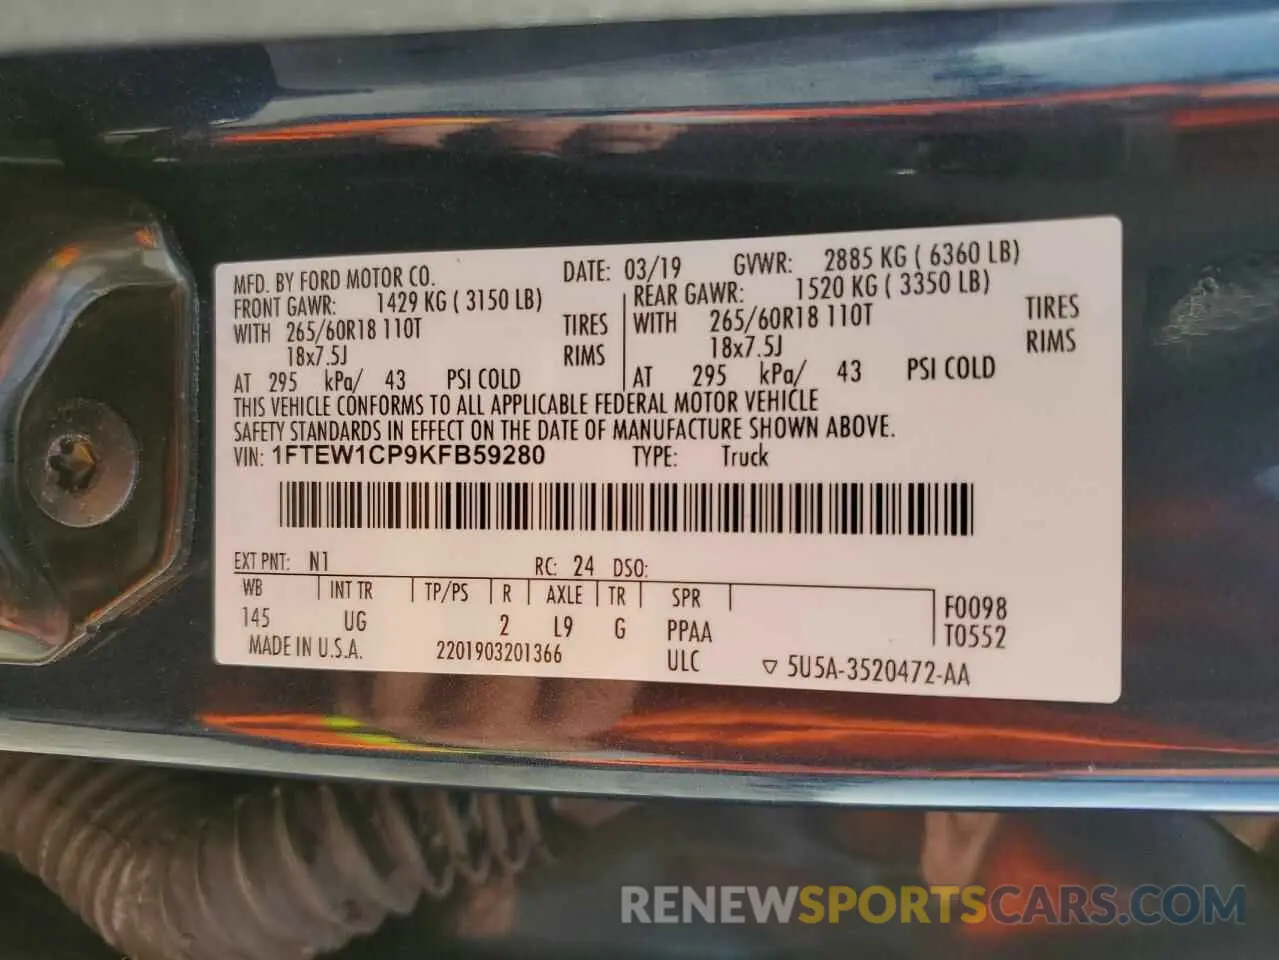 MFD. BY FORD MOTOR CO. DATE: 03/19 GVWR: 2885 KG ( 6360 LB)
FRONT GAWR: 1429 KG ( 3150 LB) REAR GAWR: 1520 KG ( 3350 LB)
WITH 265/60R18 110T TIRES WITH 265/60R18 110T TIRES
18x7.5J RIMS 18x7.5J RIMS
AT 295 kPa/ 43 PSI COLD AT 295 kPa/ 43 PSI COLD
THIS VEHICLE CONFORMS TO ALL APPLICABLE FEDERAL MOTOR VEHICLE
SAFETY STANDARDS IN EFFECT ON THE DATE OF MANUFACTURE SHOWN ABOVE.
VIN: 1FTEW1CP9KFB59280 TYPE: Truck
EXT PNT: N1 RC: 24 DSO:
WB INT TR TP/PS R AXLE TR SPR F0098
145 UG 2 L9 G PPAA T0552
MADE IN U.S.A. 2201903201366 ULC ▽ 5U5A-3520472-AA
RENEWSPORTSCARS.COM